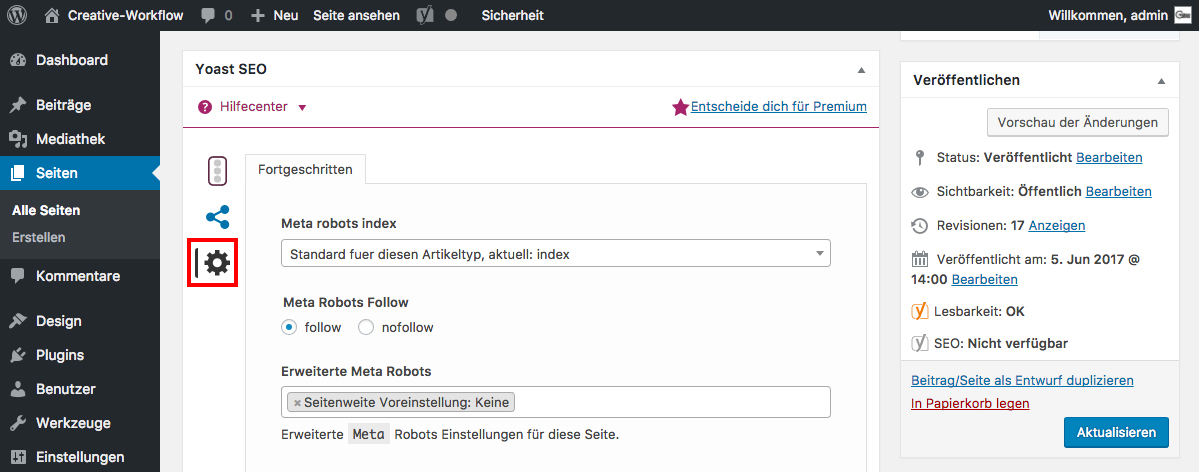 Creative-Workflow 0 Neu Seite ansehen Sicherheit Willkommen, admin
Dashboard
Beiträge
Mediathek
Seiten
Alle Seiten
Erstellen
Kommentare
Design
Plugins
Benutzer
Werkzeuge
Einstellungen
Yoast SEO
Hilfecenter Entscheide dich für Premium
Fortgeschritten
Meta robots index
Standard fuer diesen Artikeltyp, aktuell: index
Meta Robots Follow
follow nofollow
Erweiterte Meta Robots
× Seitenweite Voreinstellung: Keine
Erweiterte Meta Robots Einstellungen für diese Seite.
Veröffentlichen
Vorschau der Änderungen
Status: Veröffentlicht Bearbeiten
Sichtbarkeit: Öffentlich Bearbeiten
Revisionen: 17 Anzeigen
Veröffentlicht am: 5. Jun 2017 @
14:00 Bearbeiten
Lesbarkeit: OK
SEO: Nicht verfügbar
Beitrag/Seite als Entwurf duplizieren
In Papierkorb legen
Aktualisieren